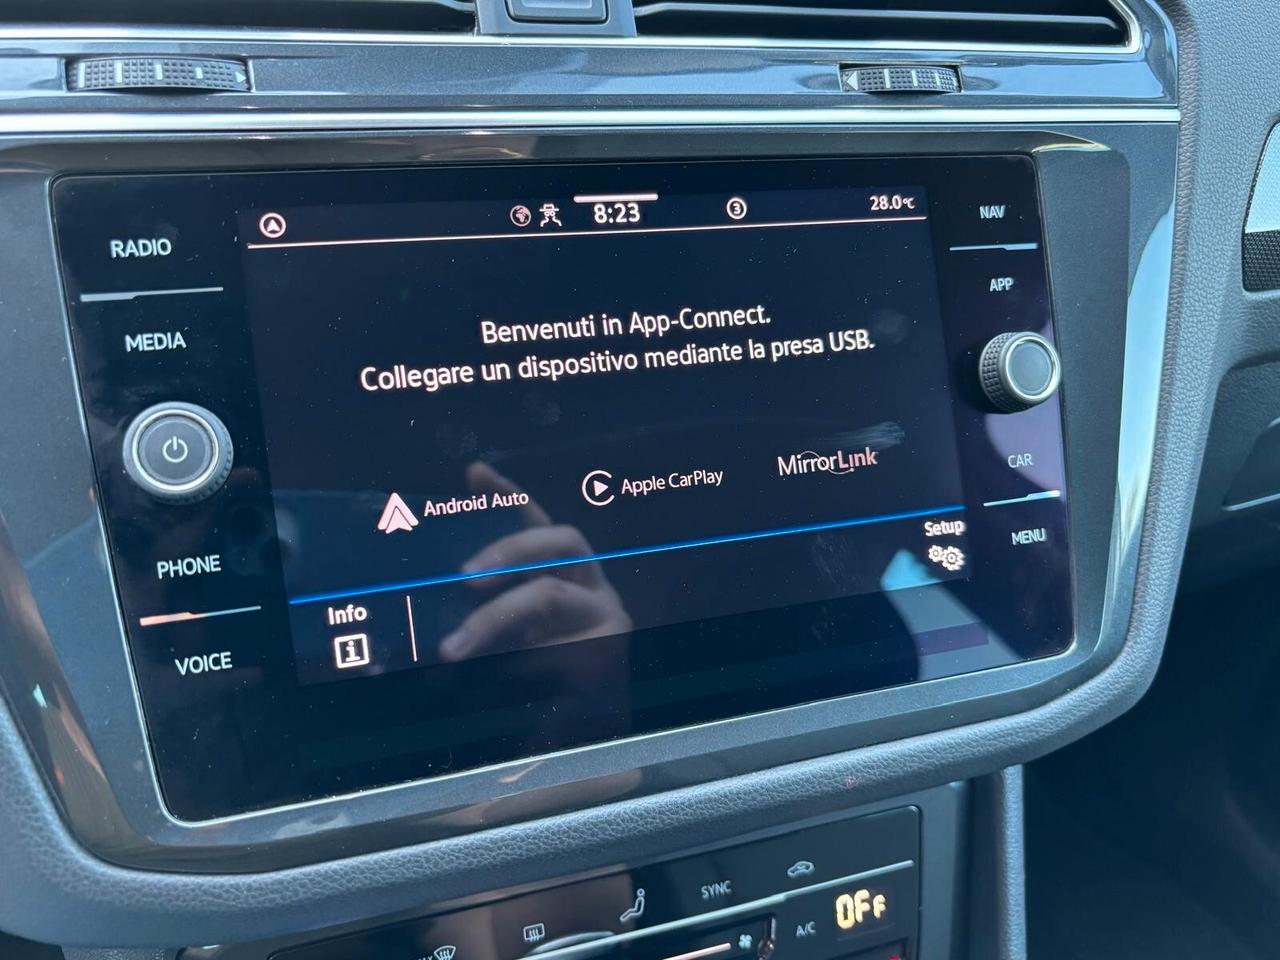 RADIO
MEDIA
PHONE
VOICE
8:23
3
28.0°C
Benvenuti in App-Connect.
Collegare un dispositivo mediante la presa USB.
Android Auto
Apple CarPlay
MirrorLink
Setup
Info
i
NAV
APP
CAR
MENU
SYNC
A/C
OFF